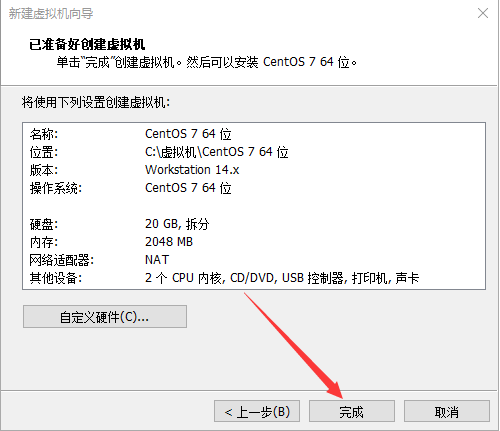 新建虚拟机向导
已准备好创建虚拟机
单击“完成”创建虚拟机。然后可以安装 CentOS 7 64 位。
将使用下列设置创建虚拟机:
名称: CentOS 7 64 位
位置: C:\虚拟机\CentOS 7 64 位
版本: Workstation 14.x
操作系统: CentOS 7 64 位
硬盘: 20 GB, 拆分
内存: 2048 MB
网络适配器: NAT
其他设备: 2 个 CPU 内核, CD/DVD, USB 控制器, 打印机, 声卡
自定义硬件(C)...
< 上一步(B) 完成 取消